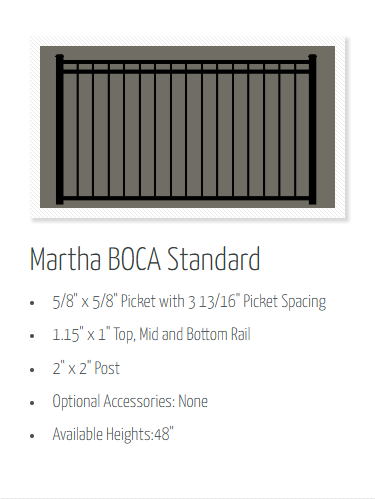 Martha BOCA Standard
• 5/8" x 5/8" Picket with 3 13/16" Picket Spacing
• 1.15" x 1" Top, Mid and Bottom Rail
• 2" x 2" Post
• Optional Accessories: None
• Available Heights:48"